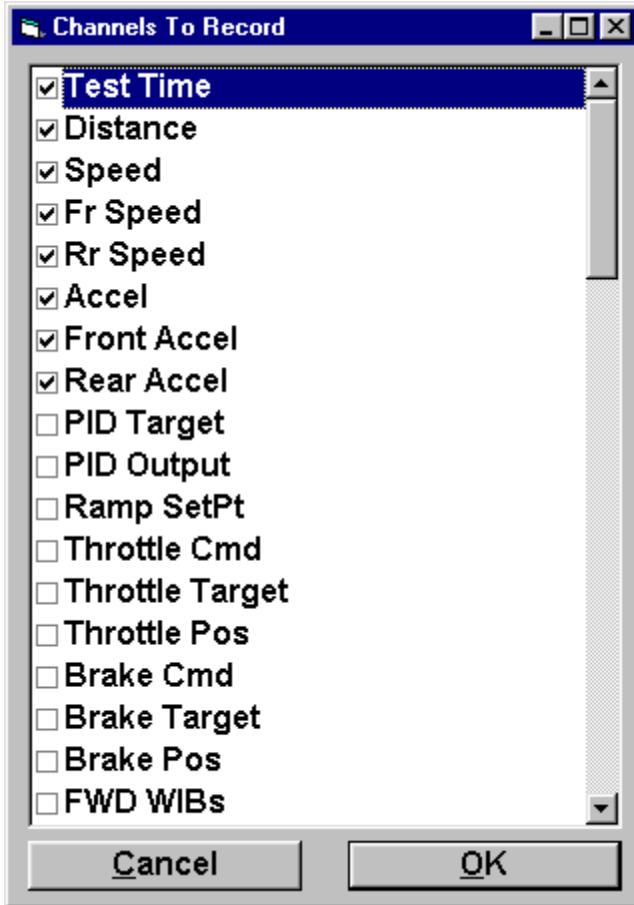 Channels To Record
Test Time
Distance
Speed
Fr Speed
Rr Speed
Accel
Front Accel
Rear Accel
PID Target
PID Output
Ramp SetPt
Throttle Cmd
Throttle Target
Throttle Pos
Brake Cmd
Brake Target
Brake Pos
FWD WIBs
Cancel OK